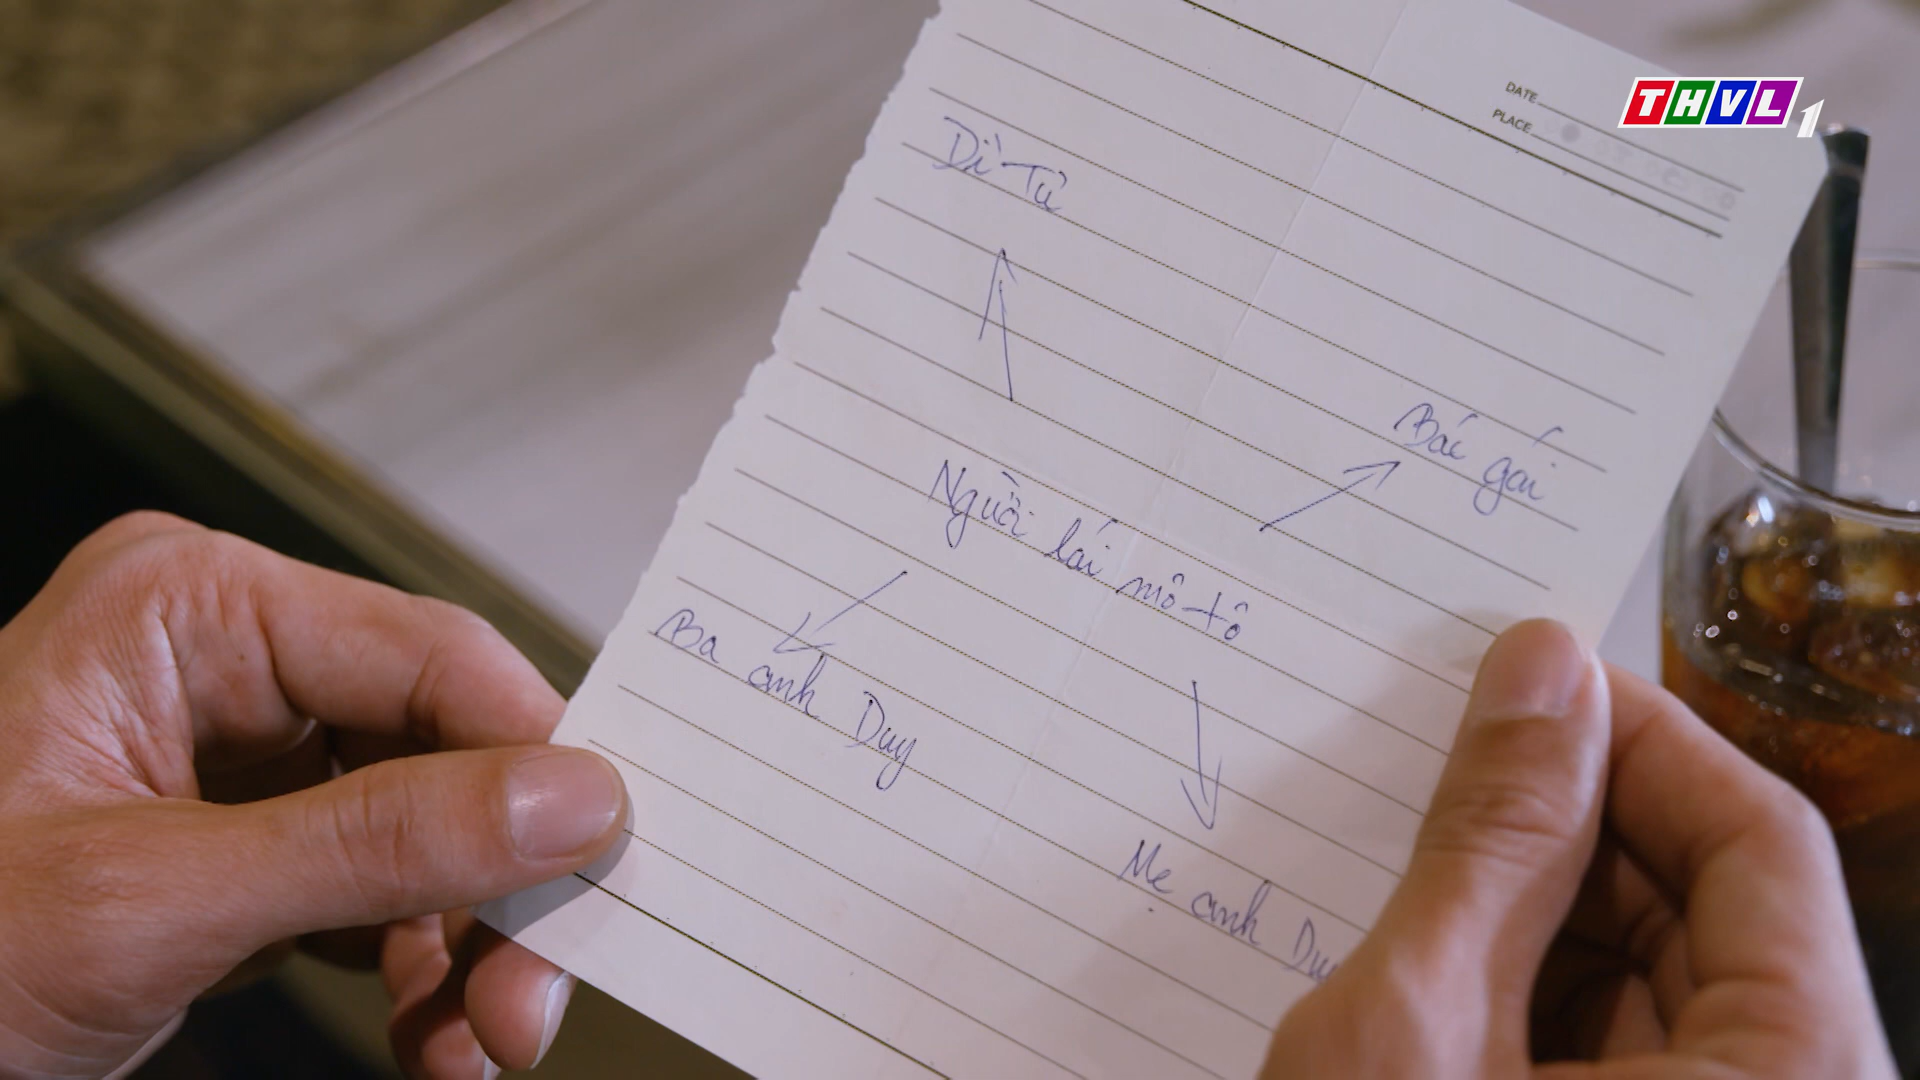 THVL1
DATE
PLACE
Dì Tư
Bác gái
Người lái mô tô
Ba anh Duy
Mẹ anh Duy